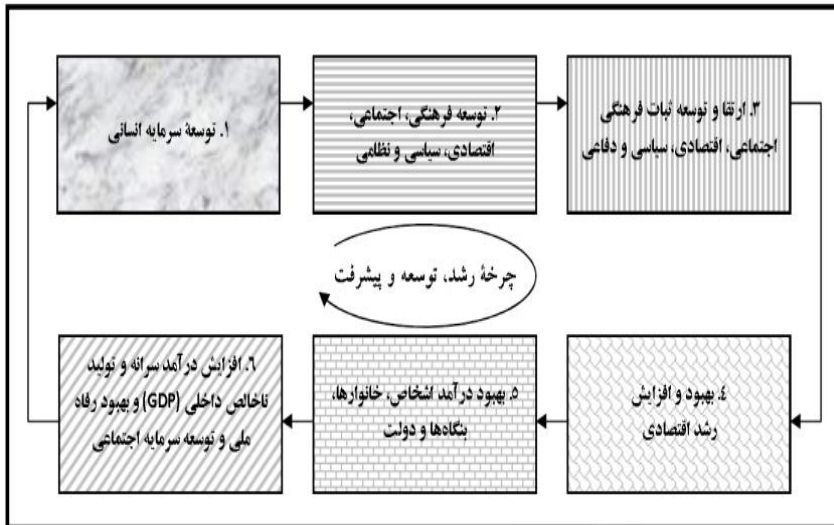 ۱. توسعهٔ سرمایه انسانی
۲. توسعه فرهنگی، اجتماعی،
اقتصادی، سیاسی و نظامی
۳. ارتقا و توسعه ثبات فرهنگی
اجتماعی، اقتصادی، سیاسی و دفاعی
چرخهٔ رشد، توسعه و پیشرفت
۴. بهبود و افزایش
رشد اقتصادی
۵. بهبود درآمد اشخاص، خانوارها،
بنگاه‌ها و دولت
۶. افزایش درآمد سرانه و تولید
ناخالص داخلی (GDP) و بهبود رفاه
ملی و توسعه سرمایه اجتماعی